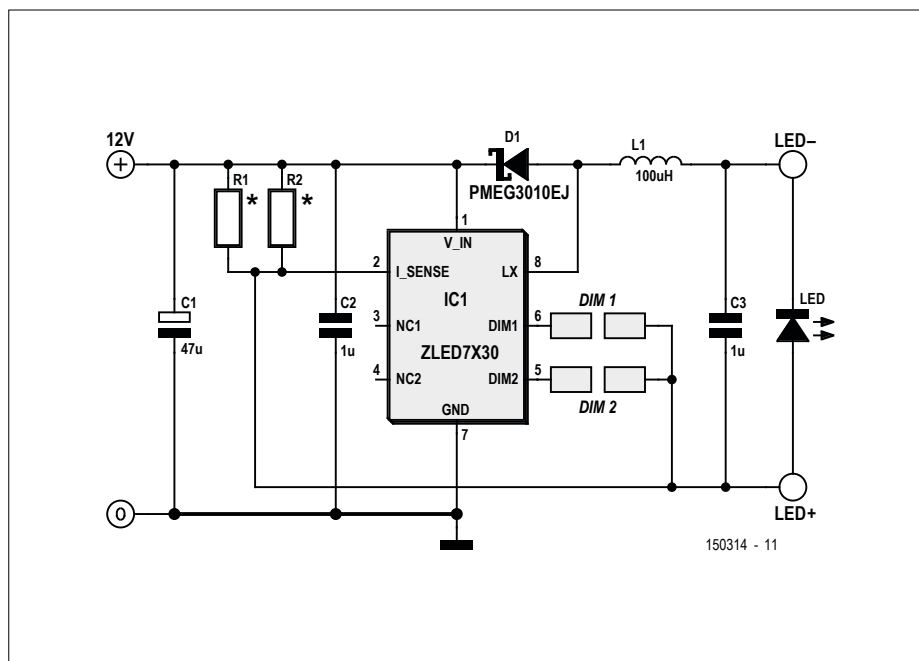 12V
D1
PMEG3010EJ
L1
100uH
LED–
R1
*
R2
*
1
V_IN
2
I_SENSE
LX
8
IC1
C1
47u
C2
1u
3
NC1
DIM1
6
DIM 1
ZLED7X30
4
NC2
DIM2
5
DIM 2
C3
1u
LED
GND
7
0
LED+
150314 - 11